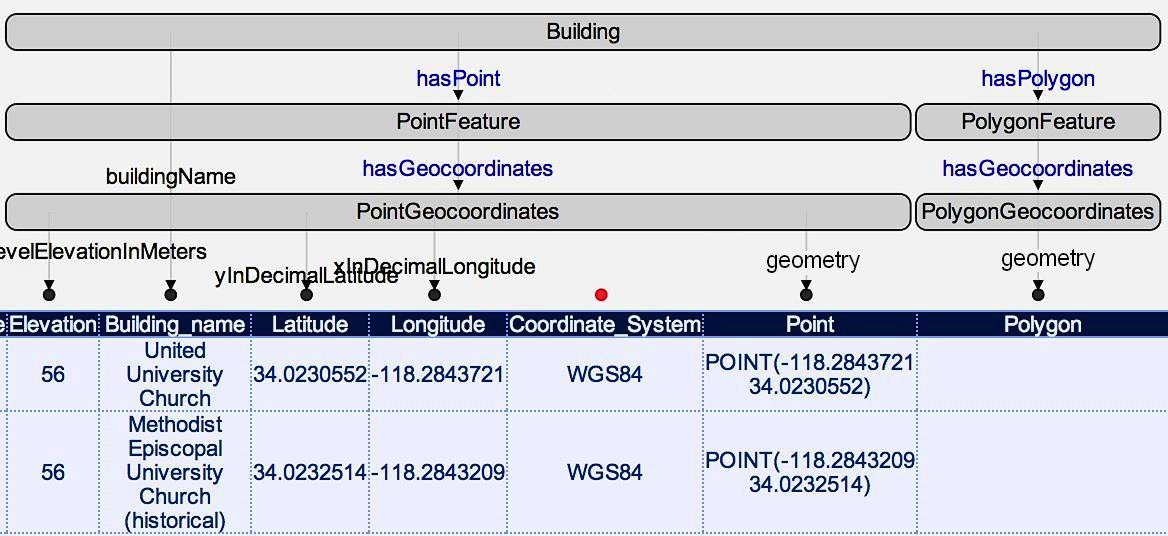 Building
hasPoint hasPolygon
PointFeature PolygonFeature
hasGeocoordinates hasGeocoordinates
buildingName
PointGeocoordinates PolygonGeocoordinates
evelElevationInMeters yInDecimalLatitude xInDecimalLongitude geometry geometry
e Elevation Building_name Latitude Longitude Coordinate_System Point Polygon
56 United University Church 34.0230552 -118.2843721 WGS84 POINT(-118.2843721 34.0230552)
56 Methodist Episcopal University Church (historical) 34.0232514 -118.2843209 WGS84 POINT(-118.2843209 34.0232514)